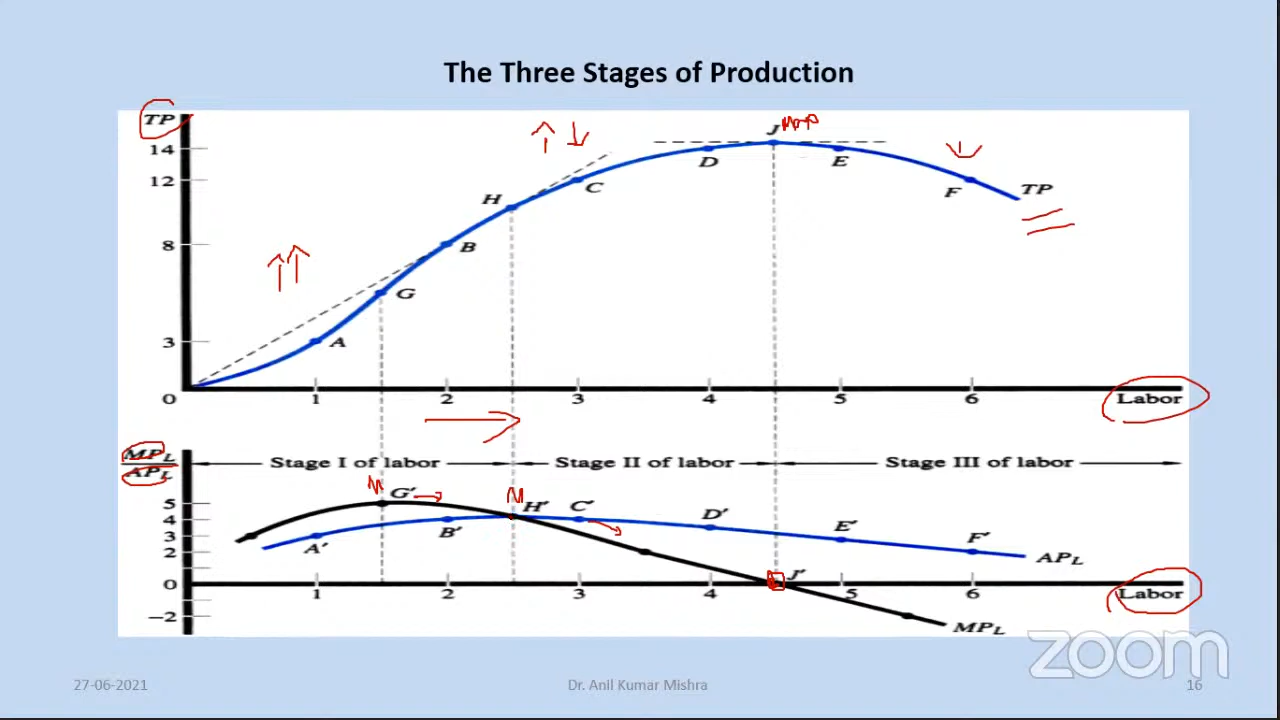 The Three Stages of Production
TP
J Max
14
D
E
12
C
F
TP
H
8
B
G
3
A
0 1 2 3 4 5 6 Labor
MPL
APL
Stage I of labor
Stage II of labor
Stage III of labor
M G'
M H'
5
4
3
2
A'
B'
C'
D'
E'
F'
APL
J'
0
1 2 3 4 5 6 Labor
−2
MPL
zoom
27-06-2021
Dr. Anil Kumar Mishra
16